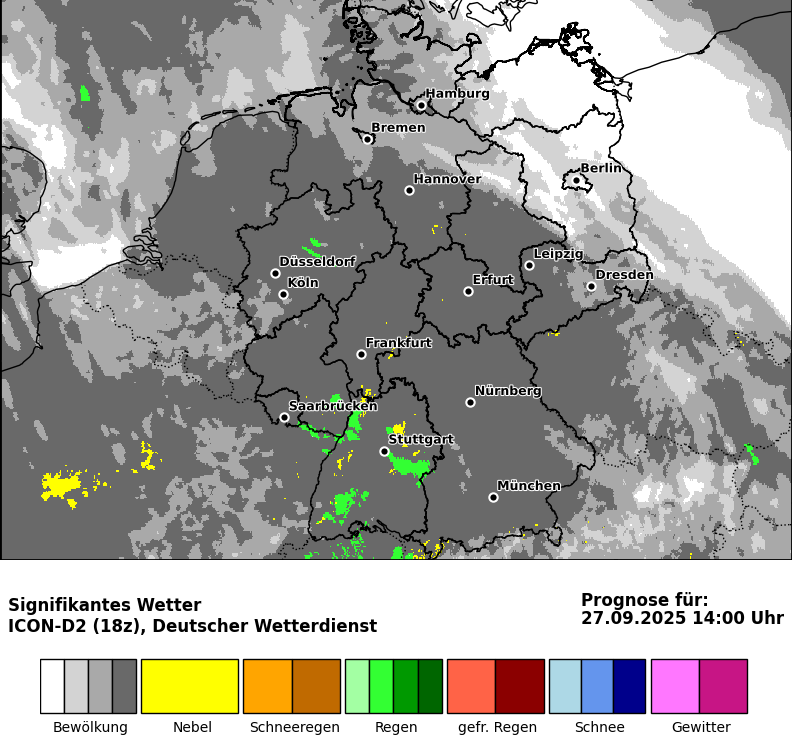 Hamburg
Bremen
Berlin
Hannover
Leipzig
Düsseldorf
Dresden
Erfurt
Köln
Frankfurt
Nürnberg
Saarbrücken
Stuttgart
München
Signifikantes Wetter
ICON-D2 (18z), Deutscher Wetterdienst
Prognose für:
27.09.2025 14:00 Uhr
Bewölkung Nebel Schneeregen Regen gefr. Regen Schnee Gewitter